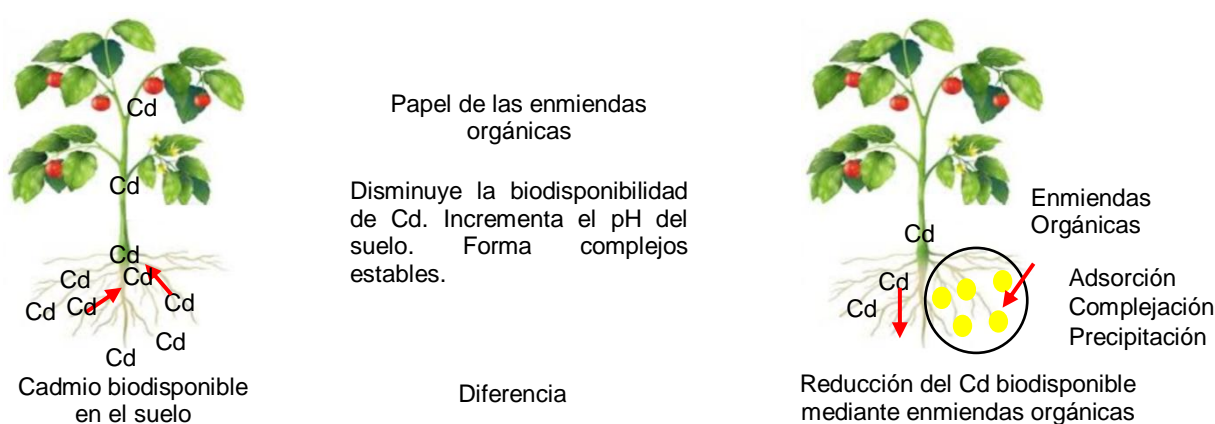 Cd
Cd
Cd
Cd
Cd
Cd
Cd
Cd
Cd
Cd
Cadmio biodisponible
en el suelo
Papel de las enmiendas
orgánicas
Disminuye la biodisponibilidad
de Cd. Incrementa el pH del
suelo. Forma complejos
estables.
Diferencia
Cd
Cd
Cd
Enmiendas
Orgánicas
Adsorción
Complejación
Precipitación
Reducción del Cd biodisponible
mediante enmiendas orgánicas